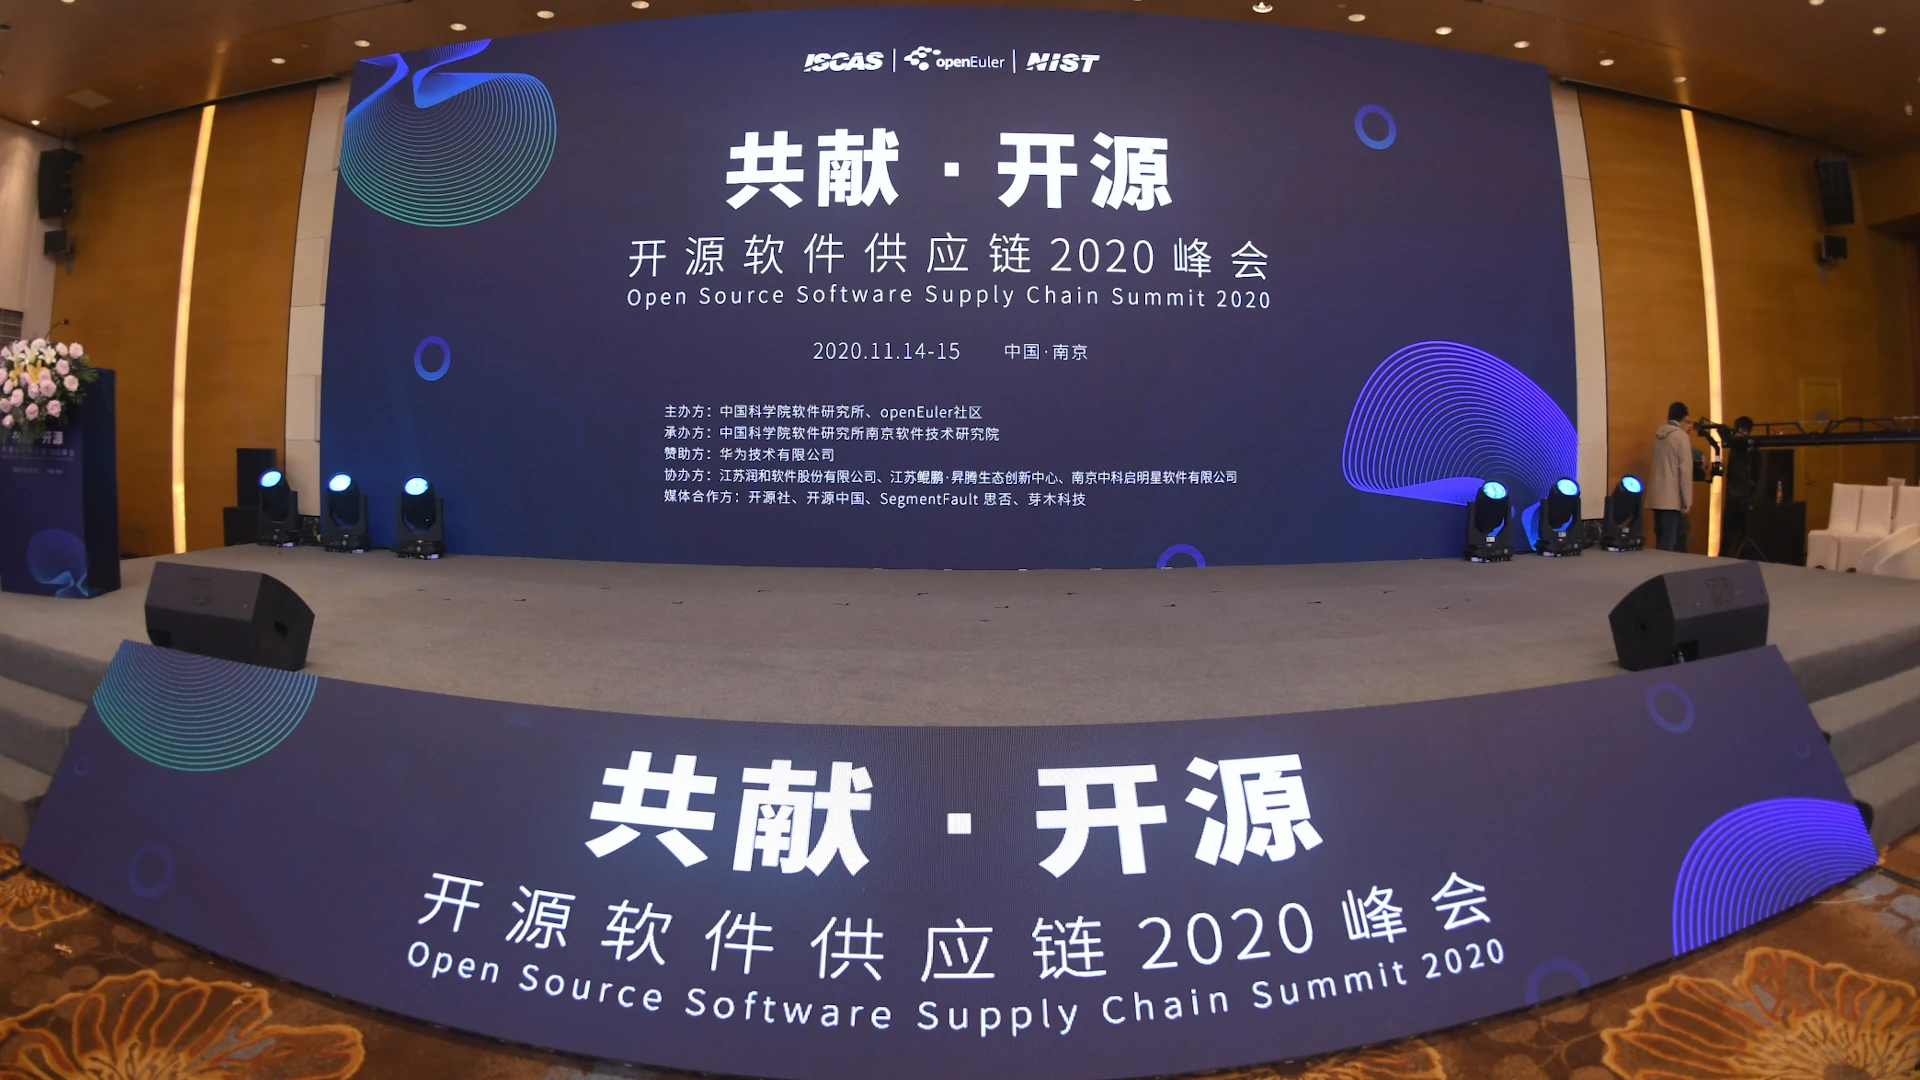 ISCAS | openEuler | NIST
共献·开源
开源软件供应链2020峰会
Open Source Software Supply Chain Summit 2020
2020.11.14-15 中国·南京
主办方：中国科学院软件研究所、openEuler社区
承办方：中国科学院软件研究所南京软件技术研究院
赞助方：华为技术有限公司
协办方：江苏润和软件股份有限公司、江苏鲲鹏·昇腾生态创新中心、南京中科启明星软件有限公司
媒体合作方：开源社、开源中国、SegmentFault 思否、芽木科技
共献·开源
共献·开源
开源软件供应链2020峰会
Open Source Software Supply Chain Summit 2020